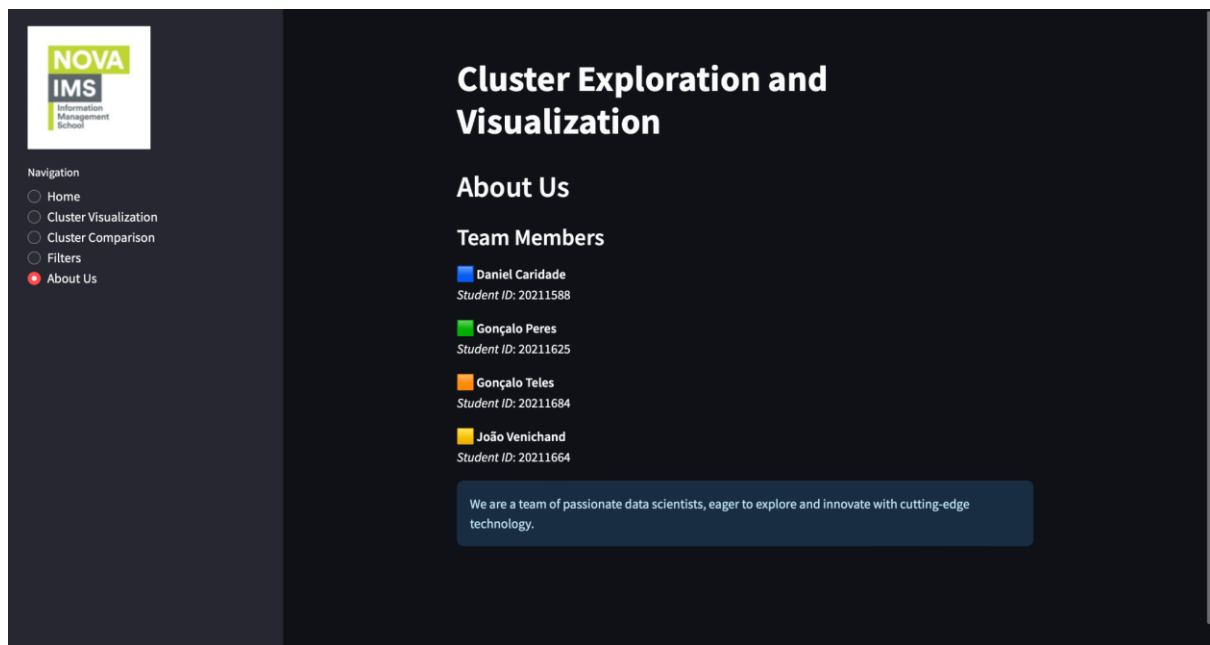 NOVA
IMS
Information
Management
School
Navigation
Home
Cluster Visualization
Cluster Comparison
Filters
About Us
Cluster Exploration and
Visualization
About Us
Team Members
Daniel Caridade
Student ID: 20211588
Gonçalo Peres
Student ID: 20211625
Gonçalo Teles
Student ID: 20211684
João Venichand
Student ID: 20211664
We are a team of passionate data scientists, eager to explore and innovate with cutting-edge
technology.